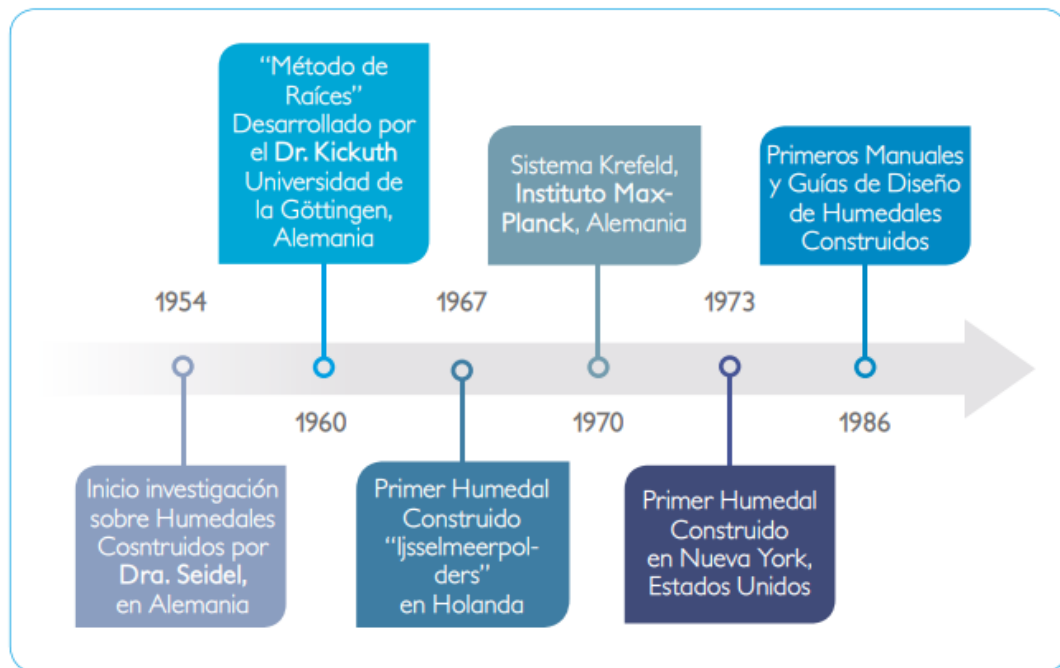 “Método de
Raíces”
Desarrollado por
el Dr. Kickuth
Universidad de
la Göttingen,
Alemania
Sistema Krefeld,
Instituto Max-
Planck, Alemania
Primeros Manuales
y Guías de Diseño
de Humedales
Construidos
1954
1967
1973
1960
1970
1986
Inicio investigación
sobre Humedales
Cosntruidos por
Dra. Seidel,
en Alemania
Primer Humedal
Construido
“Ijsselmeerpol-
ders”
en Holanda
Primer Humedal
Construido
en Nueva York,
Estados Unidos